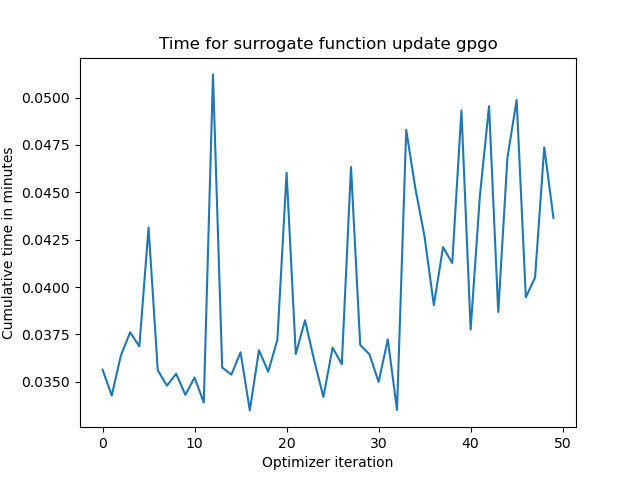 Time for surrogate function update gpgo
Cumulative time in minutes
0.0500
0.0475
0.0450
0.0425
0.0400
0.0375
0.0350
0 10 20 30 40 50
Optimizer iteration